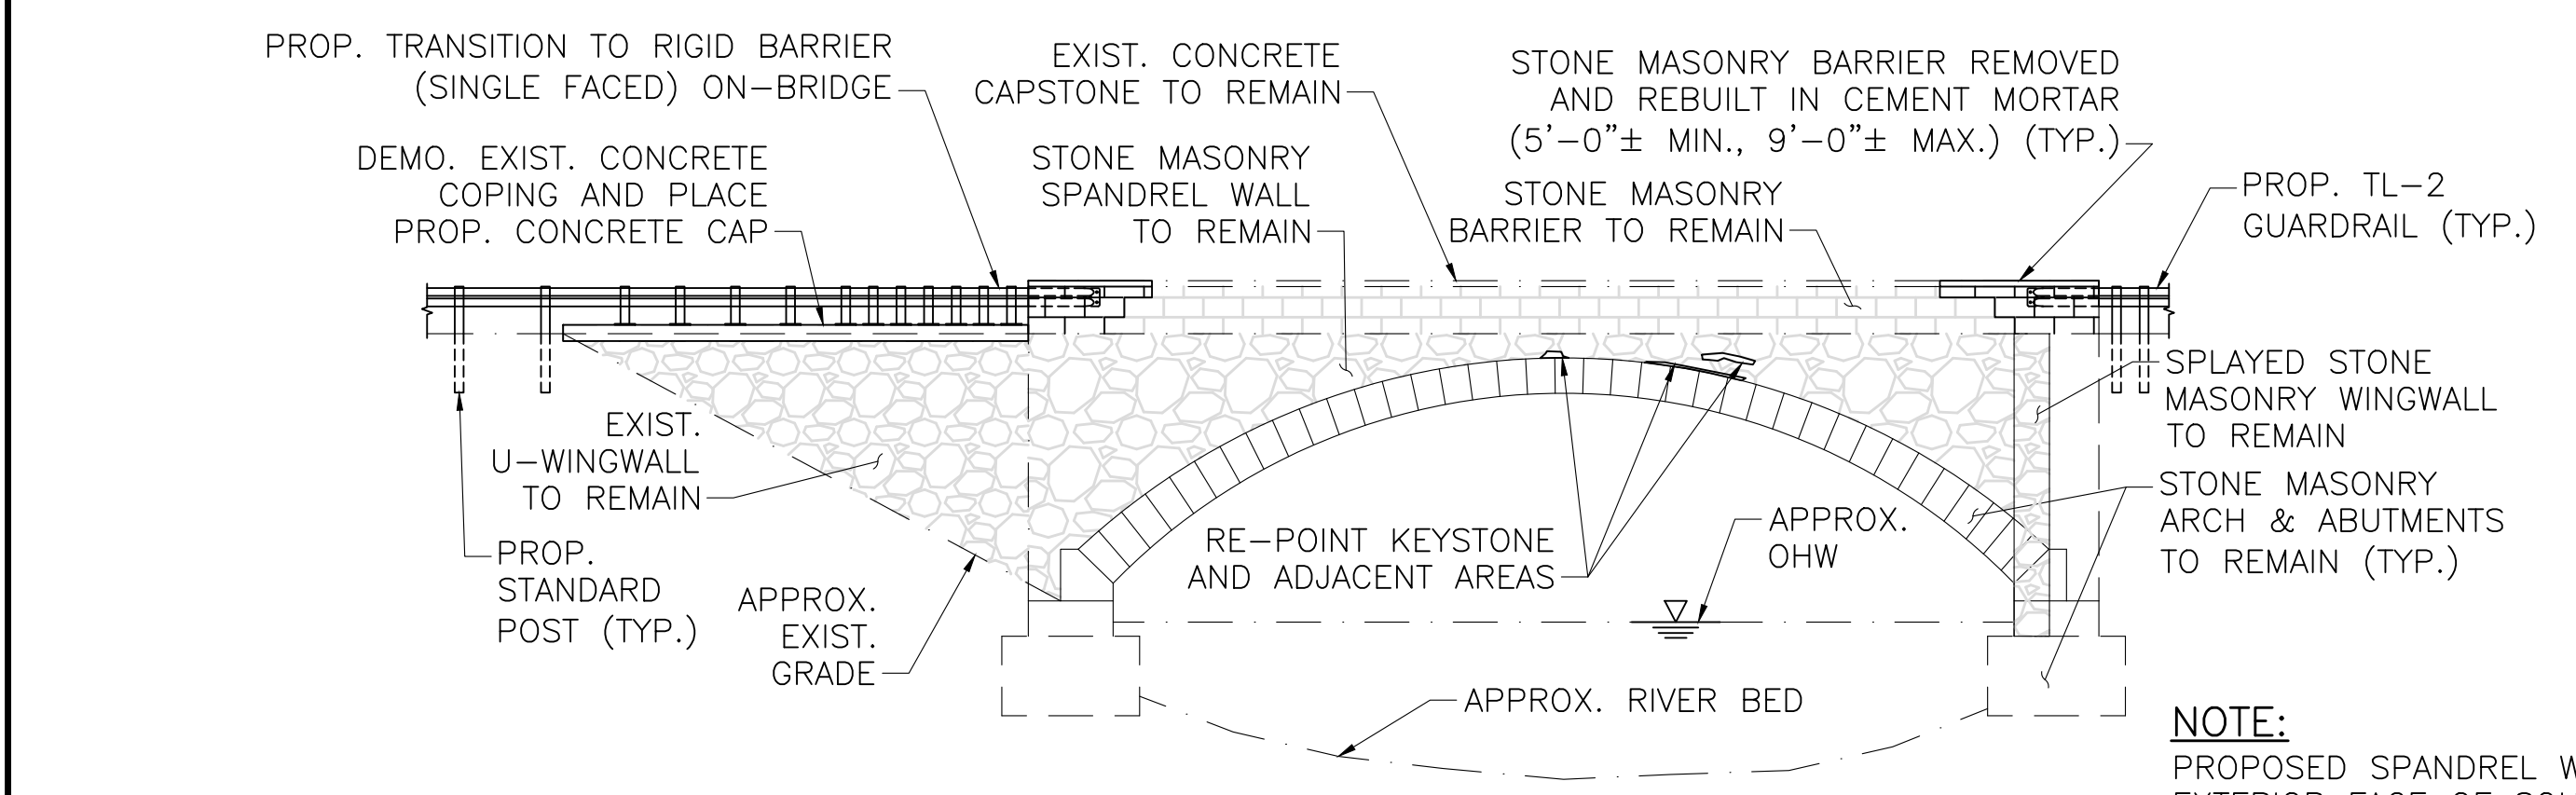 PROP. TRANSITION TO RIGID BARRIER
(SINGLE FACED) ON-BRIDGE
EXIST. CONCRETE
CAPSTONE TO REMAIN
STONE MASONRY BARRIER REMOVED
AND REBUILT IN CEMENT MORTAR
(5'-0"± MIN., 9'-0"± MAX.) (TYP.)
DEMO. EXIST. CONCRETE
COPING AND PLACE
PROP. CONCRETE CAP
STONE MASONRY
SPANDREL WALL
TO REMAIN
STONE MASONRY
BARRIER TO REMAIN
PROP. TL-2
GUARDRAIL (TYP.)
EXIST.
U-WINGWALL
TO REMAIN
SPLAYED STONE
MASONRY WINGWALL
TO REMAIN
STONE MASONRY
ARCH & ABUTMENTS
TO REMAIN (TYP.)
PROP.
STANDARD
POST (TYP.)
APPROX.
EXIST.
GRADE
RE-POINT KEYSTONE
AND ADJACENT AREAS
APPROX.
OHW
APPROX. RIVER BED
NOTE:
PROPOSED SPANDREL